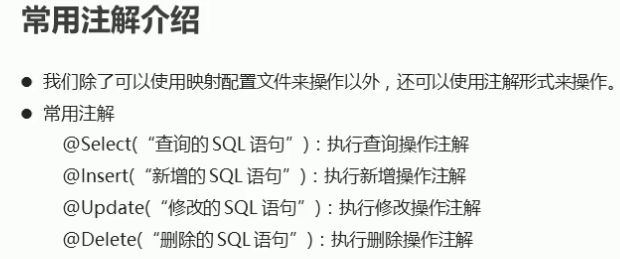 常用注解介绍
● 我们除了可以使用映射配置文件来操作以外，还可以使用注解形式来操作。
● 常用注解
@Select(“查询的 SQL 语句”)：执行查询操作注解
@Insert(“新增的 SQL 语句”)：执行新增操作注解
@Update(“修改的 SQL 语句”)：执行修改操作注解
@Delete(“删除的 SQL 语句”)：执行删除操作注解